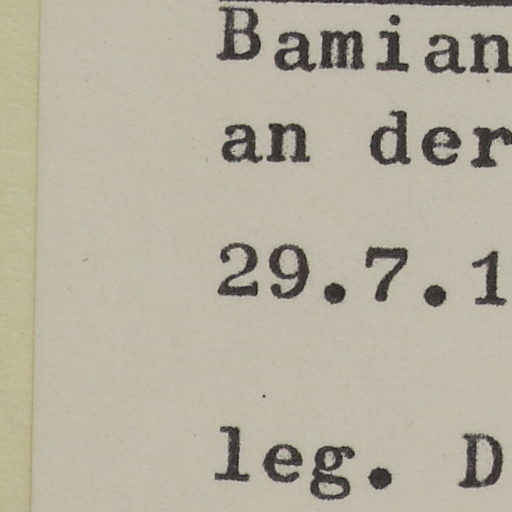 Bamian
an der
29.7.1
leg. D